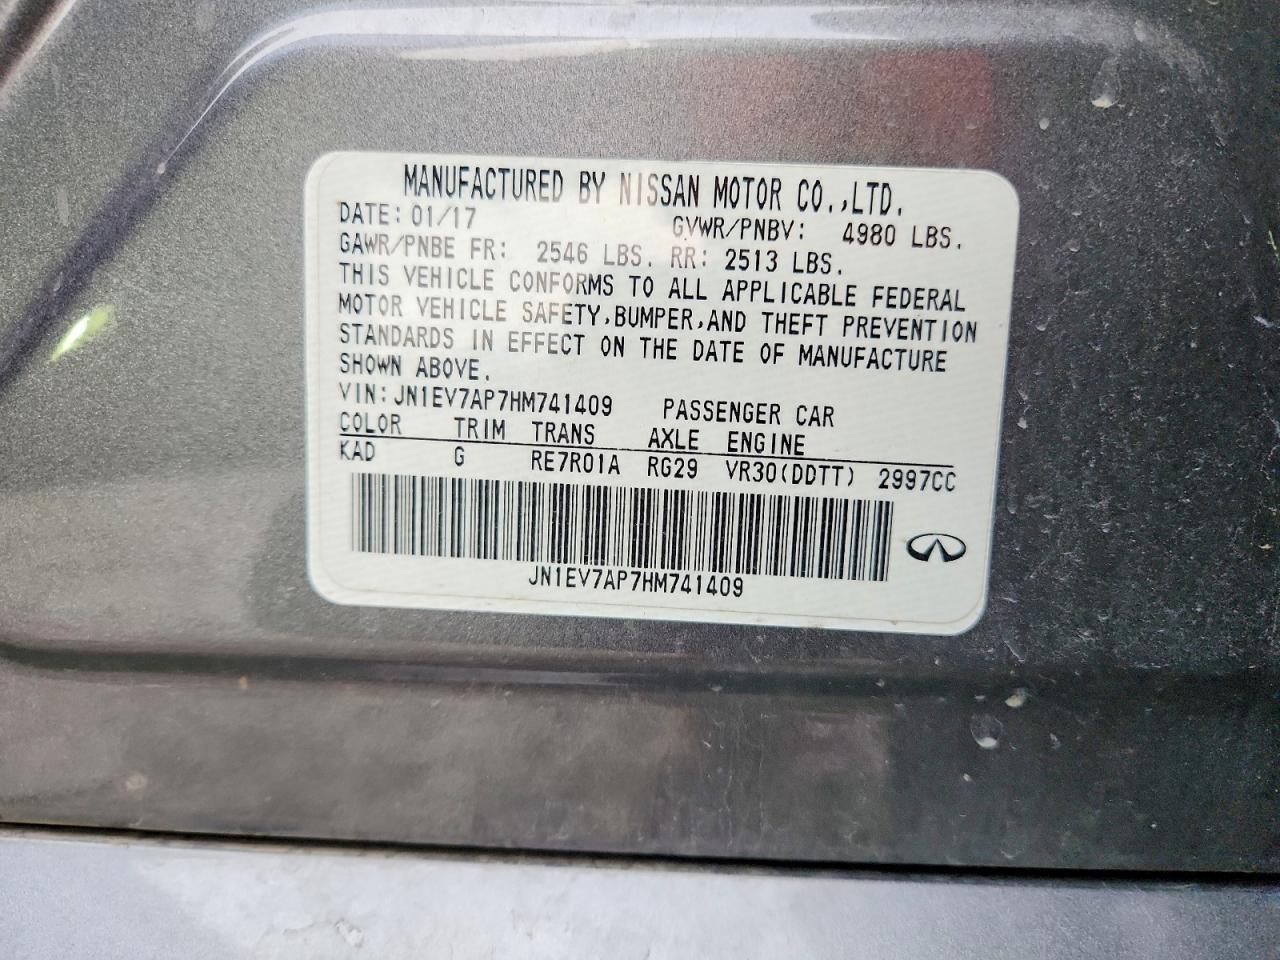 MANUFACTURED BY NISSAN MOTOR CO.,LTD.
DATE: 01/17 GVWR/PNBV: 4980 LBS.
GAWR/PNBE FR: 2546 LBS. RR: 2513 LBS.
THIS VEHICLE CONFORMS TO ALL APPLICABLE FEDERAL
MOTOR VEHICLE SAFETY,BUMPER,AND THEFT PREVENTION
STANDARDS IN EFFECT ON THE DATE OF MANUFACTURE
SHOWN ABOVE.
VIN: JN1EV7AP7HM741409 PASSENGER CAR
COLOR TRIM TRANS AXLE ENGINE
KAD G RE7R01A RG29 VR30(DDTT) 2997CC
JN1EV7AP7HM741409